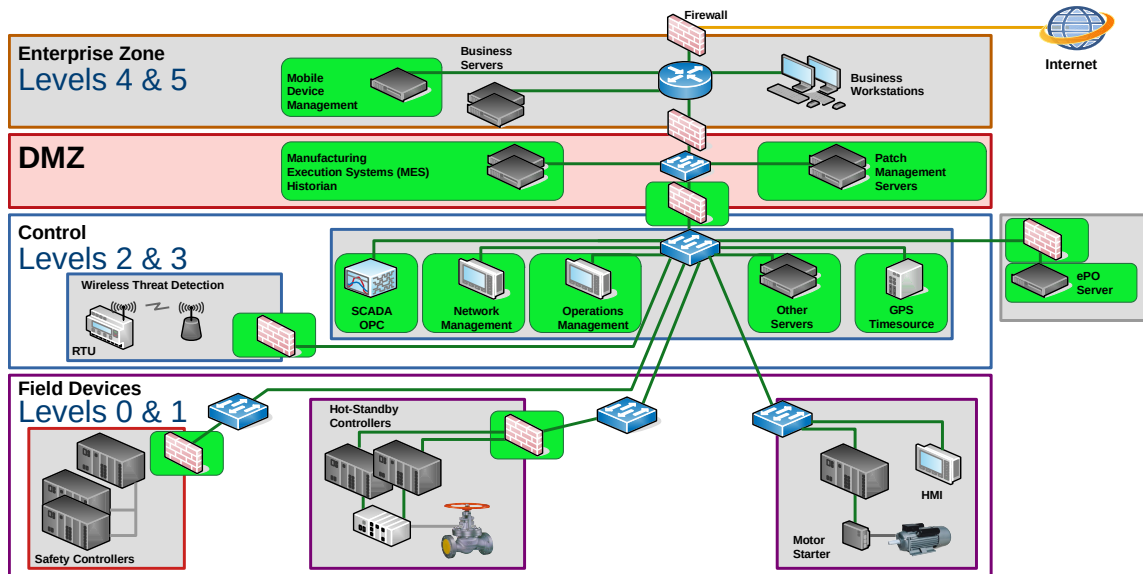 Firewall
Internet
Enterprise Zone
Levels 4 & 5
Mobile
Device
Management
Business
Servers
Business
Workstations
DMZ
Manufacturing
Execution Systems (MES)
Historian
Patch
Management
Servers
Control
Levels 2 & 3
Wireless Threat Detection
RTU
SCADA
OPC
Network
Management
Operations
Management
Other
Servers
GPS
Timesource
ePO
Server
Field Devices
Levels 0 & 1
Safety Controllers
Hot-Standby
Controllers
HMI
Motor
Starter